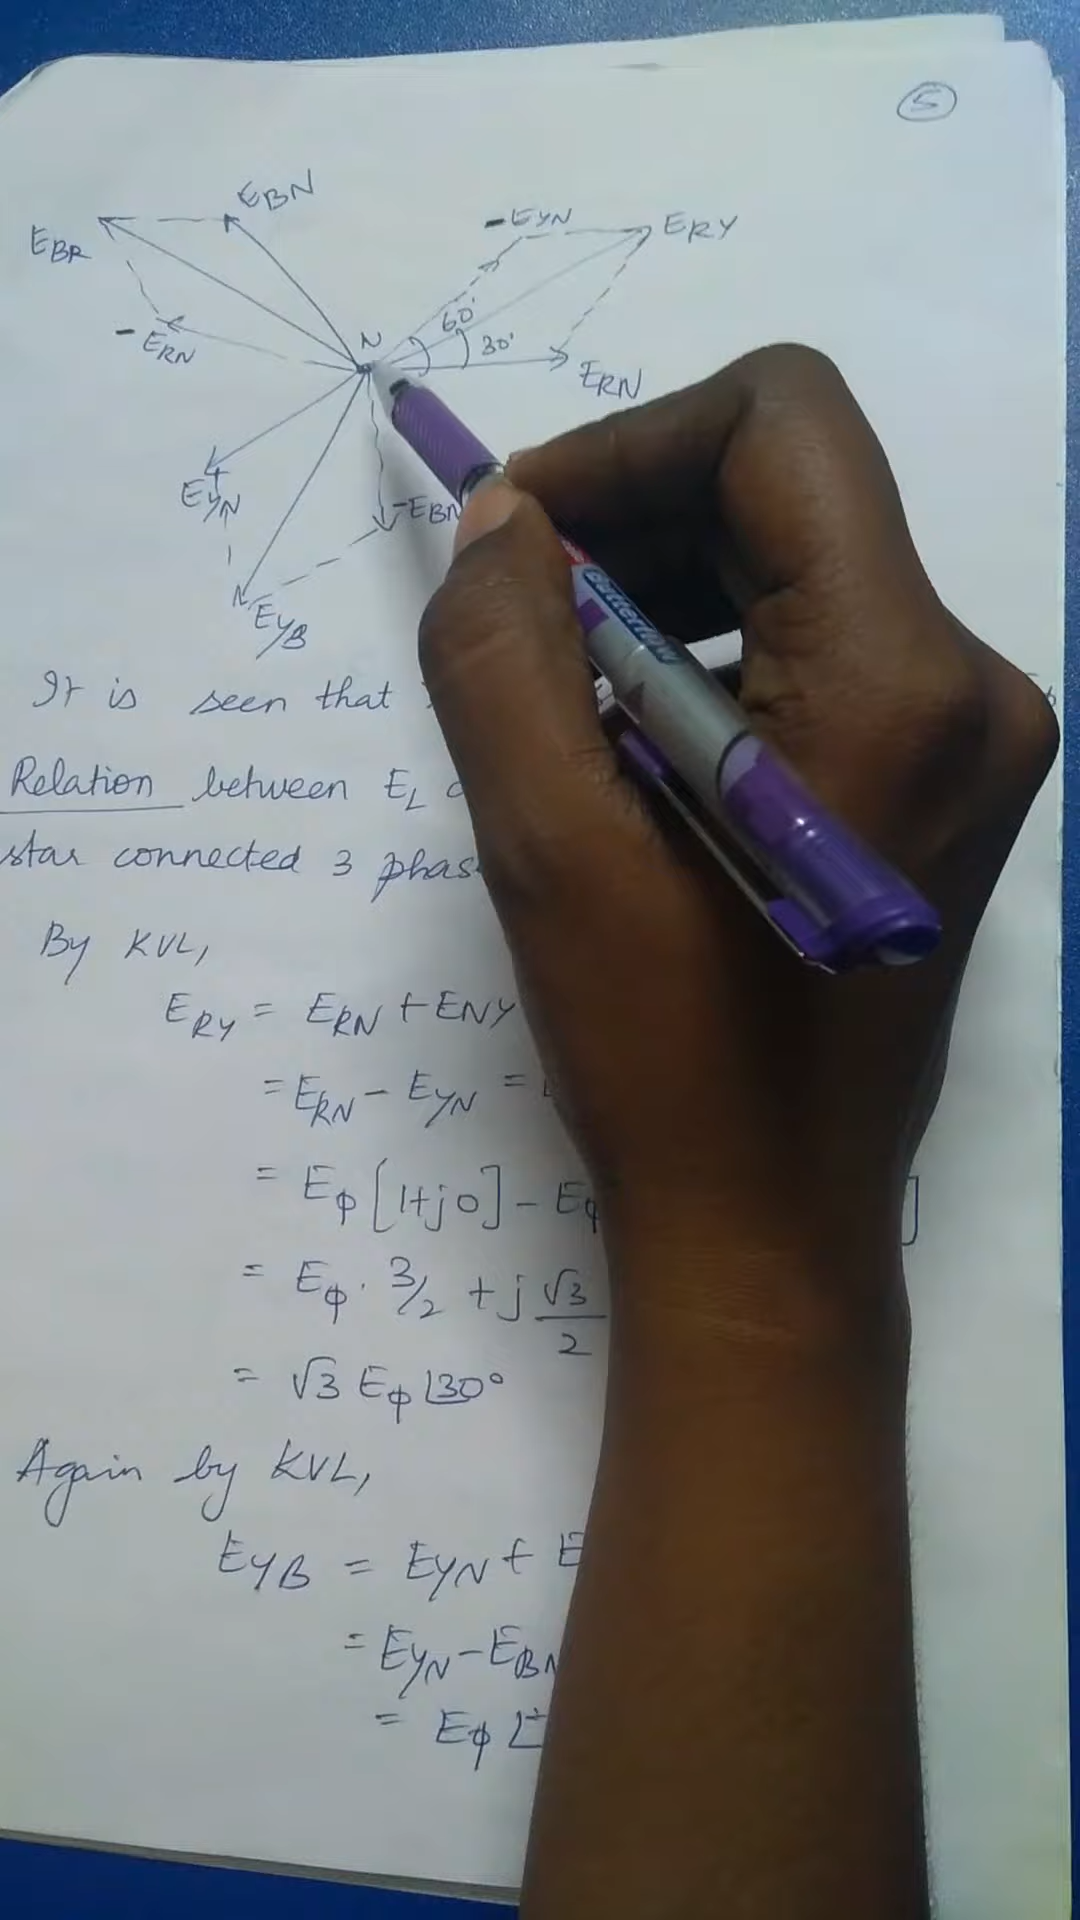 5
EBN
-EYN
ERY
EBR
60°
N
30°
-ERN
ERN
EYN
-EBN
EYB
Butterflow
It is seen that
Relation between EL
star connected 3 phas
By KVL,
ERY = ERN + ENY
= ERN - EYN =
= Eϕ [1+j0] - Eϕ ]
= Eϕ . 3/2 + j √3/2
= √3 Eϕ ∠30°
Again by KVL,
EYB = EYN + E
= EYN - EBN
= Eϕ ∠